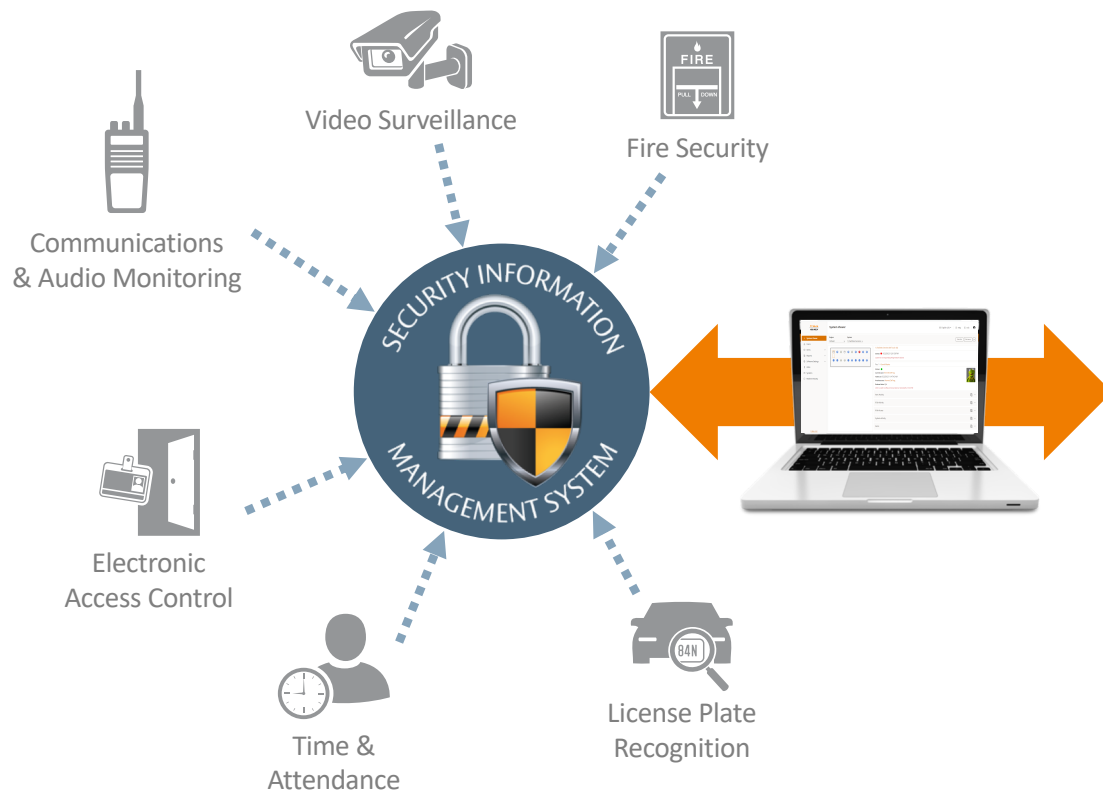 Video Surveillance
FIRE
PULL DOWN
Fire Security
Communications
& Audio Monitoring
SECURITY INFORMATION
MANAGEMENT SYSTEM
Electronic
Access Control
84N
License Plate
Recognition
Time &
Attendance